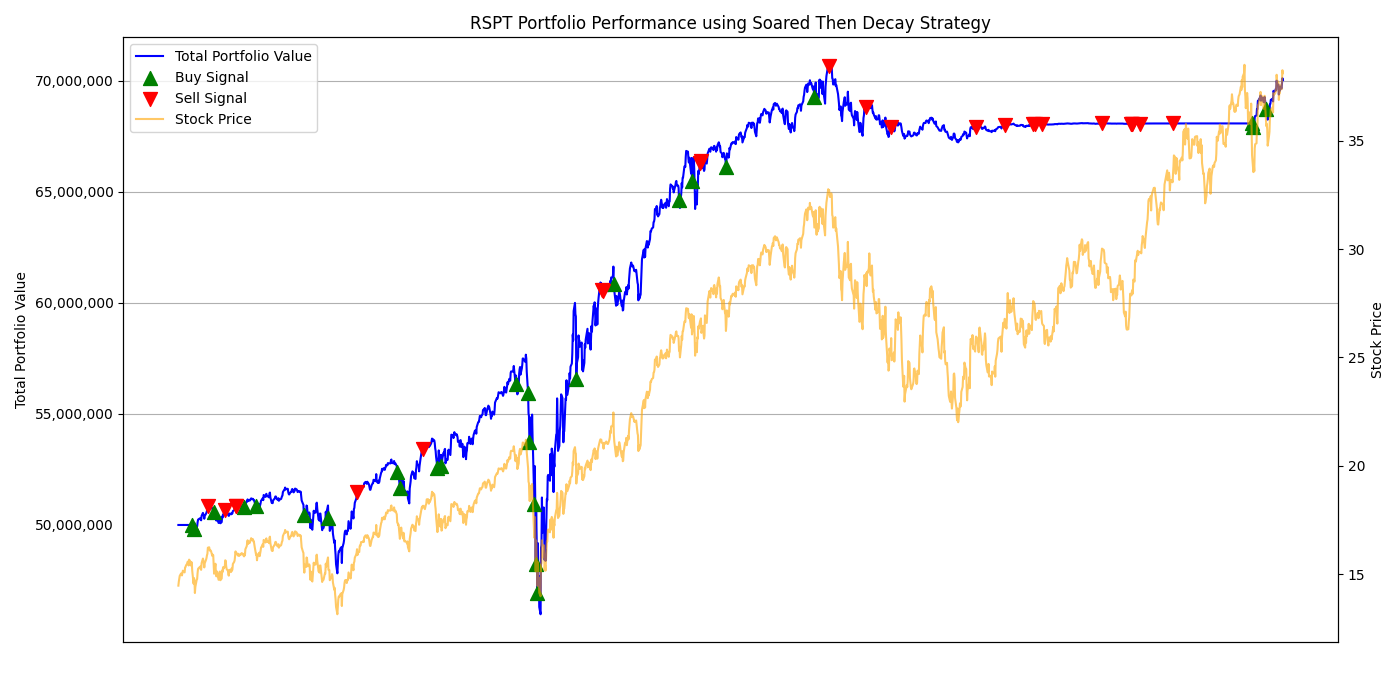 RSPT Portfolio Performance using Soared Then Decay Strategy
Total Portfolio Value
Buy Signal
Sell Signal
Stock Price
70,000,000
65,000,000
60,000,000
55,000,000
50,000,000
Total Portfolio Value
35
30
25
20
15
Stock Price